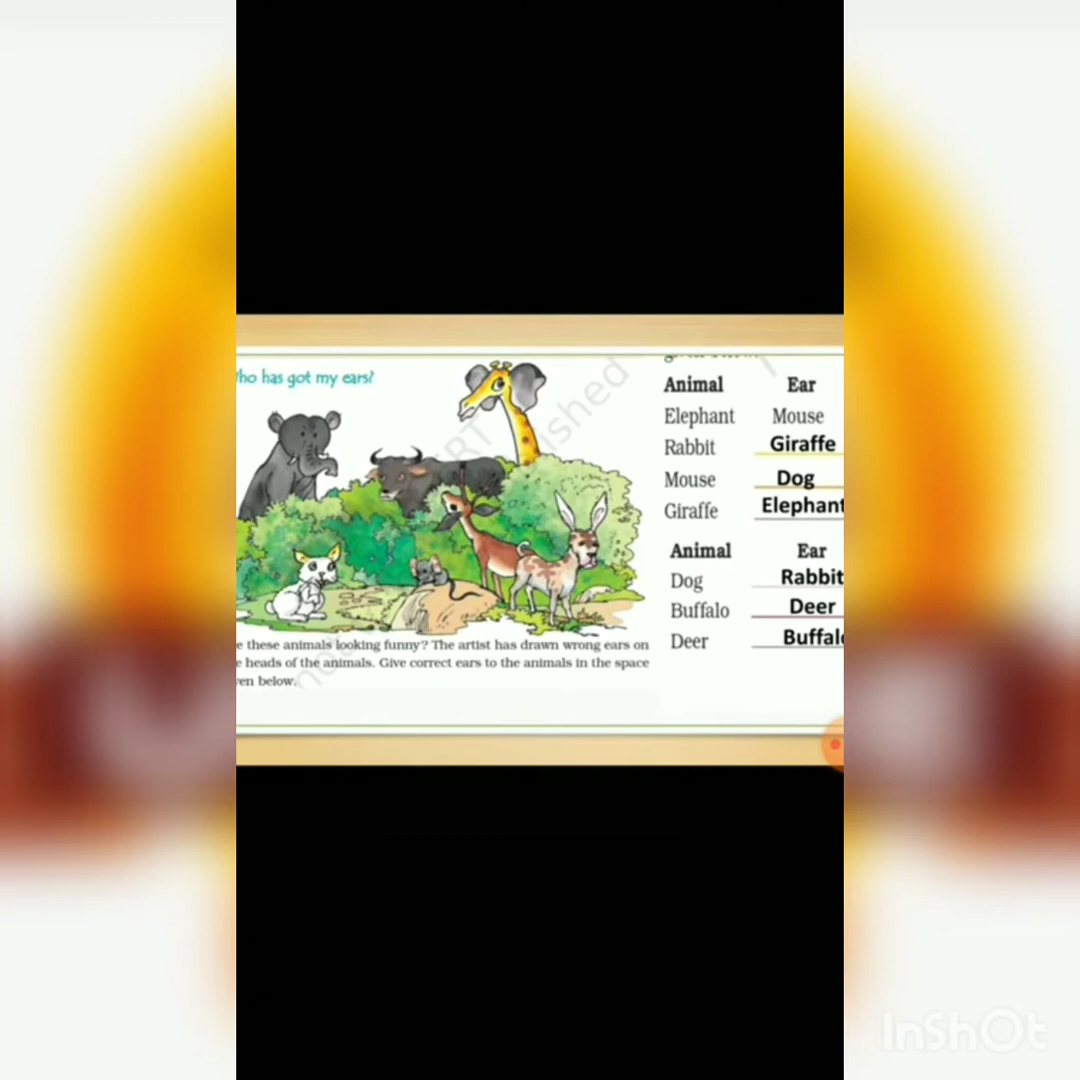 ho has got my ears?
e these animals looking funny? The artist has drawn wrong ears on
e heads of the animals. Give correct ears to the animals in the space
en below.
Animal Ear
Elephant Mouse
Rabbit Giraffe
Mouse Dog
Giraffe Elephant
Animal Ear
Dog Rabbit
Buffalo Deer
Deer Buffalo
InShOt